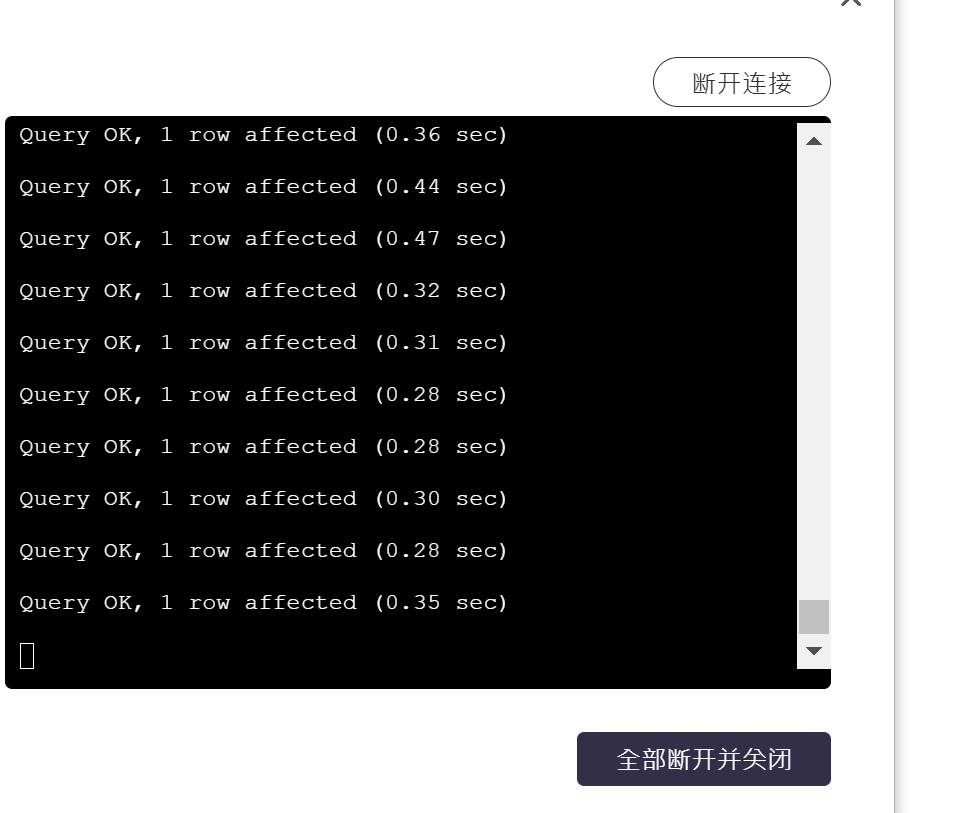 断开连接
Query OK, 1 row affected (0.36 sec)
Query OK, 1 row affected (0.44 sec)
Query OK, 1 row affected (0.47 sec)
Query OK, 1 row affected (0.32 sec)
Query OK, 1 row affected (0.31 sec)
Query OK, 1 row affected (0.28 sec)
Query OK, 1 row affected (0.28 sec)
Query OK, 1 row affected (0.30 sec)
Query OK, 1 row affected (0.28 sec)
Query OK, 1 row affected (0.35 sec)
全部断开并关闭